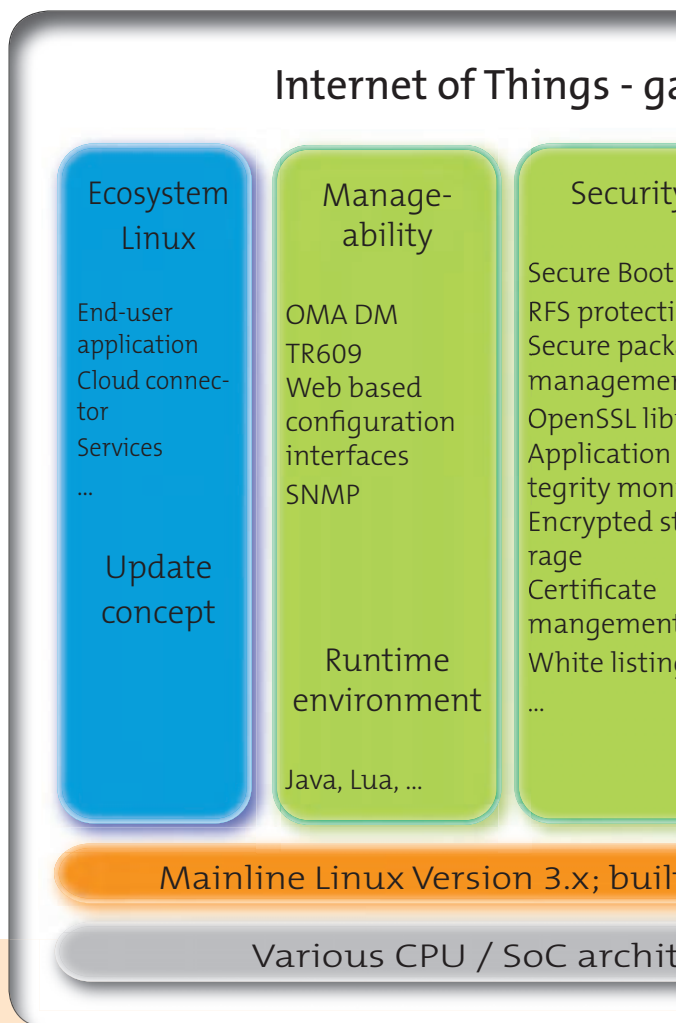 Internet of Things - ga
Ecosystem
Linux
End-user
application
Cloud connec-
tor
Services
...
Update
concept
Manage-
ability
OMA DM
TR609
Web based
configuration
interfaces
SNMP
Runtime
environment
Java, Lua, ...
Security
Secure Boot
RFS protecti
Secure packa
managemen
OpenSSL lib
Application
tegrity mon
Encrypted st
rage
Certificate
mangement
White listing
...
Mainline Linux Version 3.x; built
Various CPU / SoC archit